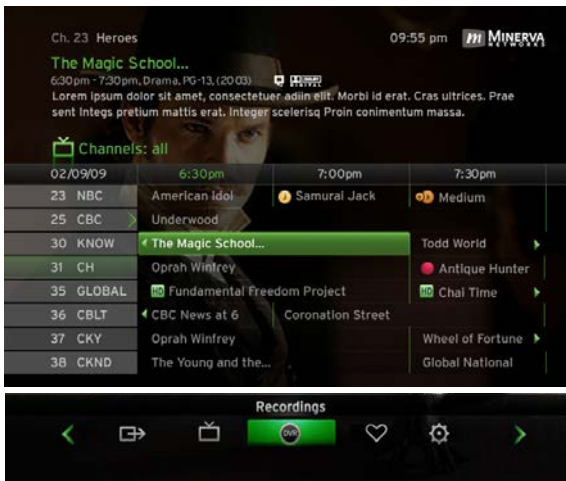 Ch. 23 Heroes
09:55 pm
m MINERVA NETWORKS
The Magic School...
6:30pm - 7:30pm, Drama, PG-13, (2003)
DIGITAL
Lorem ipsum dolor sit amet, consectetuer adiin elit. Morbi id erat. Cras ultrices. Prae
sent Integs pretium mattis erat. Integer scelerisq Proin conimentum massa.
Channels: all
02/09/09 6:30pm 7:00pm 7:30pm
23 NBC American Idol Samurai Jack Medium
25 CBC Underwood
30 KNOW The Magic School... Todd World
31 CH Oprah Winfrey Antique Hunter
35 GLOBAL HD Fundamental Freedom Project HD Chai Time
36 CBLT CBC News at 6 Coronation Street
37 CKY Oprah Winfrey Wheel of Fortune
38 CKND The Young and the... Global National
Recordings
DVR